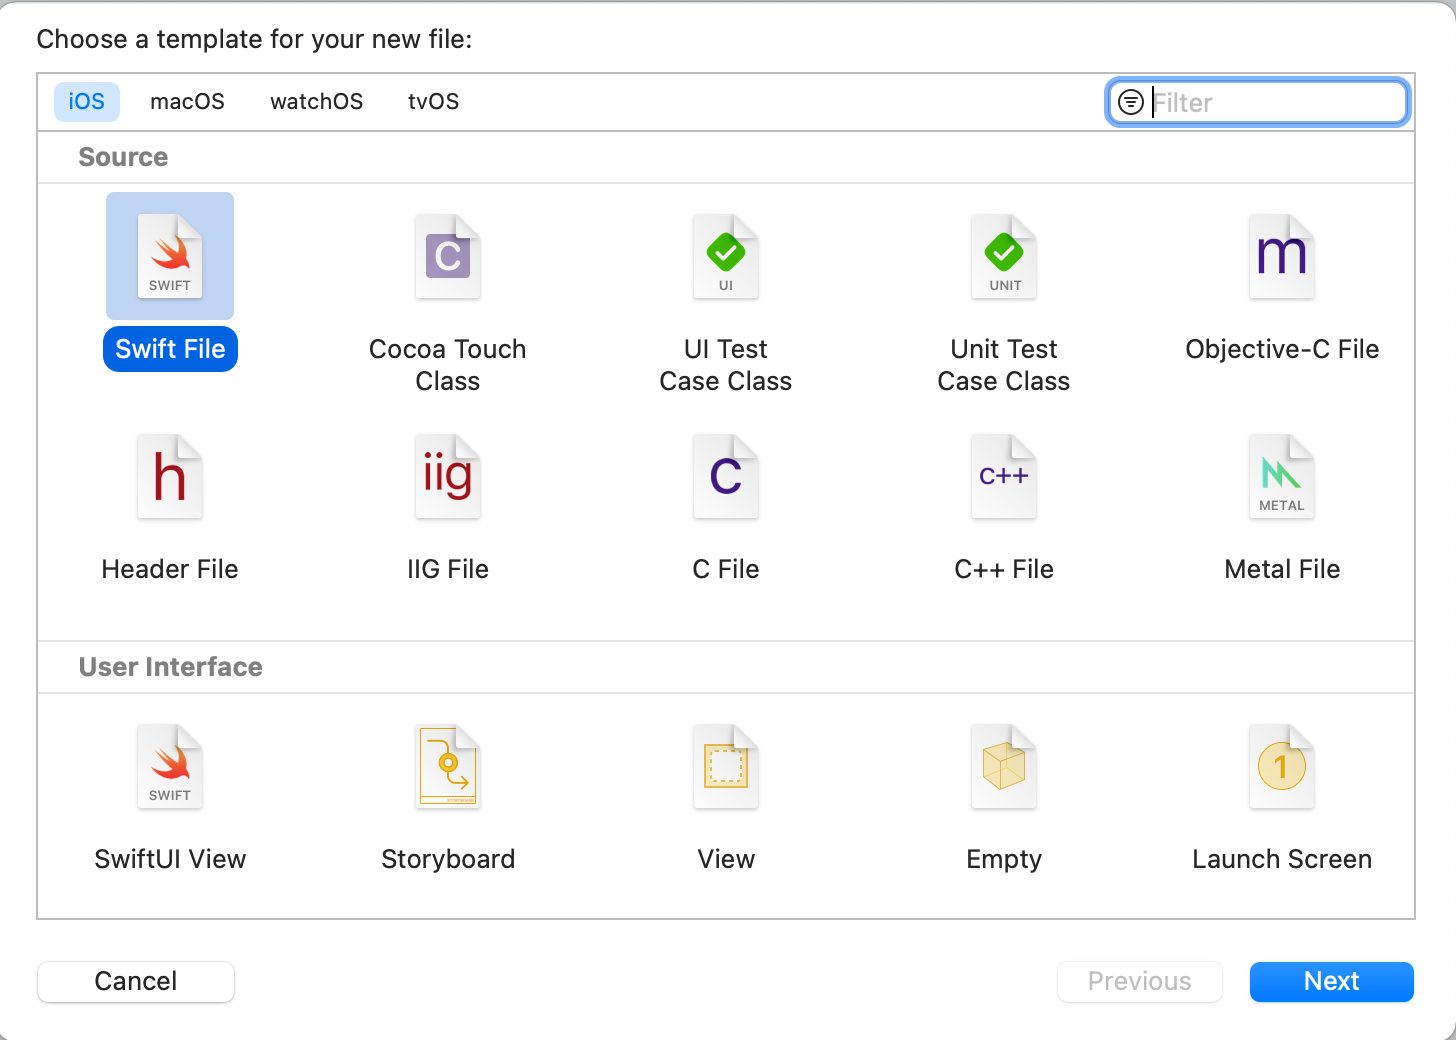 Choose a template for your new file:
iOS macOS watchOS tvOS Filter
Source
SWIFT C UI UNIT m
Swift File Cocoa Touch Class UI Test Case Class Unit Test Case Class Objective-C File
h iig C C++ METAL
Header File IIG File C File C++ File Metal File
User Interface
SWIFT 1
SwiftUI View Storyboard View Empty Launch Screen
Cancel Previous Next